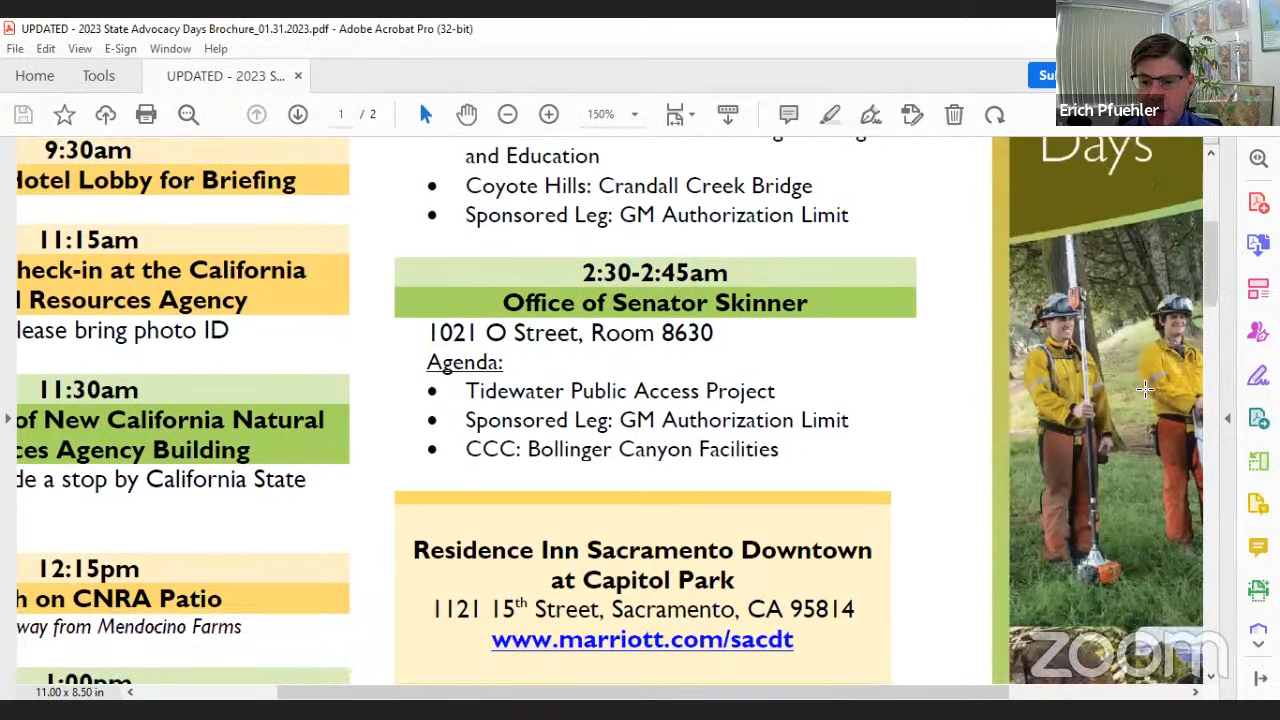 UPDATED - 2023 State Advocacy Days Brochure_01.31.2023.pdf - Adobe Acrobat Pro (32-bit)
File Edit View E-Sign Window Help
Home Tools UPDATED - 2023 S... ×
1 / 2
150%
Erich Pfuehler
9:30am
Hotel Lobby for Briefing
11:15am
heck-in at the California
Resources Agency
lease bring photo ID
11:30am
of New California Natural
ces Agency Building
de a stop by California State
12:15pm
h on CNRA Patio
way from Mendocino Farms
1:00pm
and Education
• Coyote Hills: Crandall Creek Bridge
• Sponsored Leg: GM Authorization Limit
2:30-2:45am
Office of Senator Skinner
1021 O Street, Room 8630
Agenda:
• Tidewater Public Access Project
• Sponsored Leg: GM Authorization Limit
• CCC: Bollinger Canyon Facilities
Residence Inn Sacramento Downtown
at Capitol Park
1121 15th Street, Sacramento, CA 95814
www.marriott.com/sacdt
Days
zoom
11.00 x 8.50 in